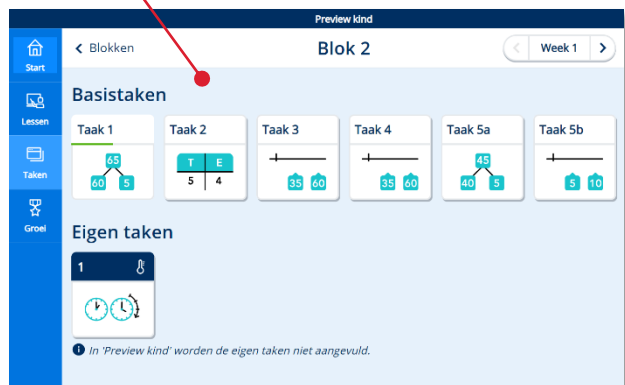 Preview kind
Start
Lessen
Taken
Groei
Blokken
Blok 2
Week 1
Basistaken
Taak 1
65
60 5
Taak 2
T E
5 4
Taak 3
35 60
Taak 4
35 60
Taak 5a
45
40 5
Taak 5b
5 10
Eigen taken
1
In 'Preview kind' worden de eigen taken niet aangevuld.